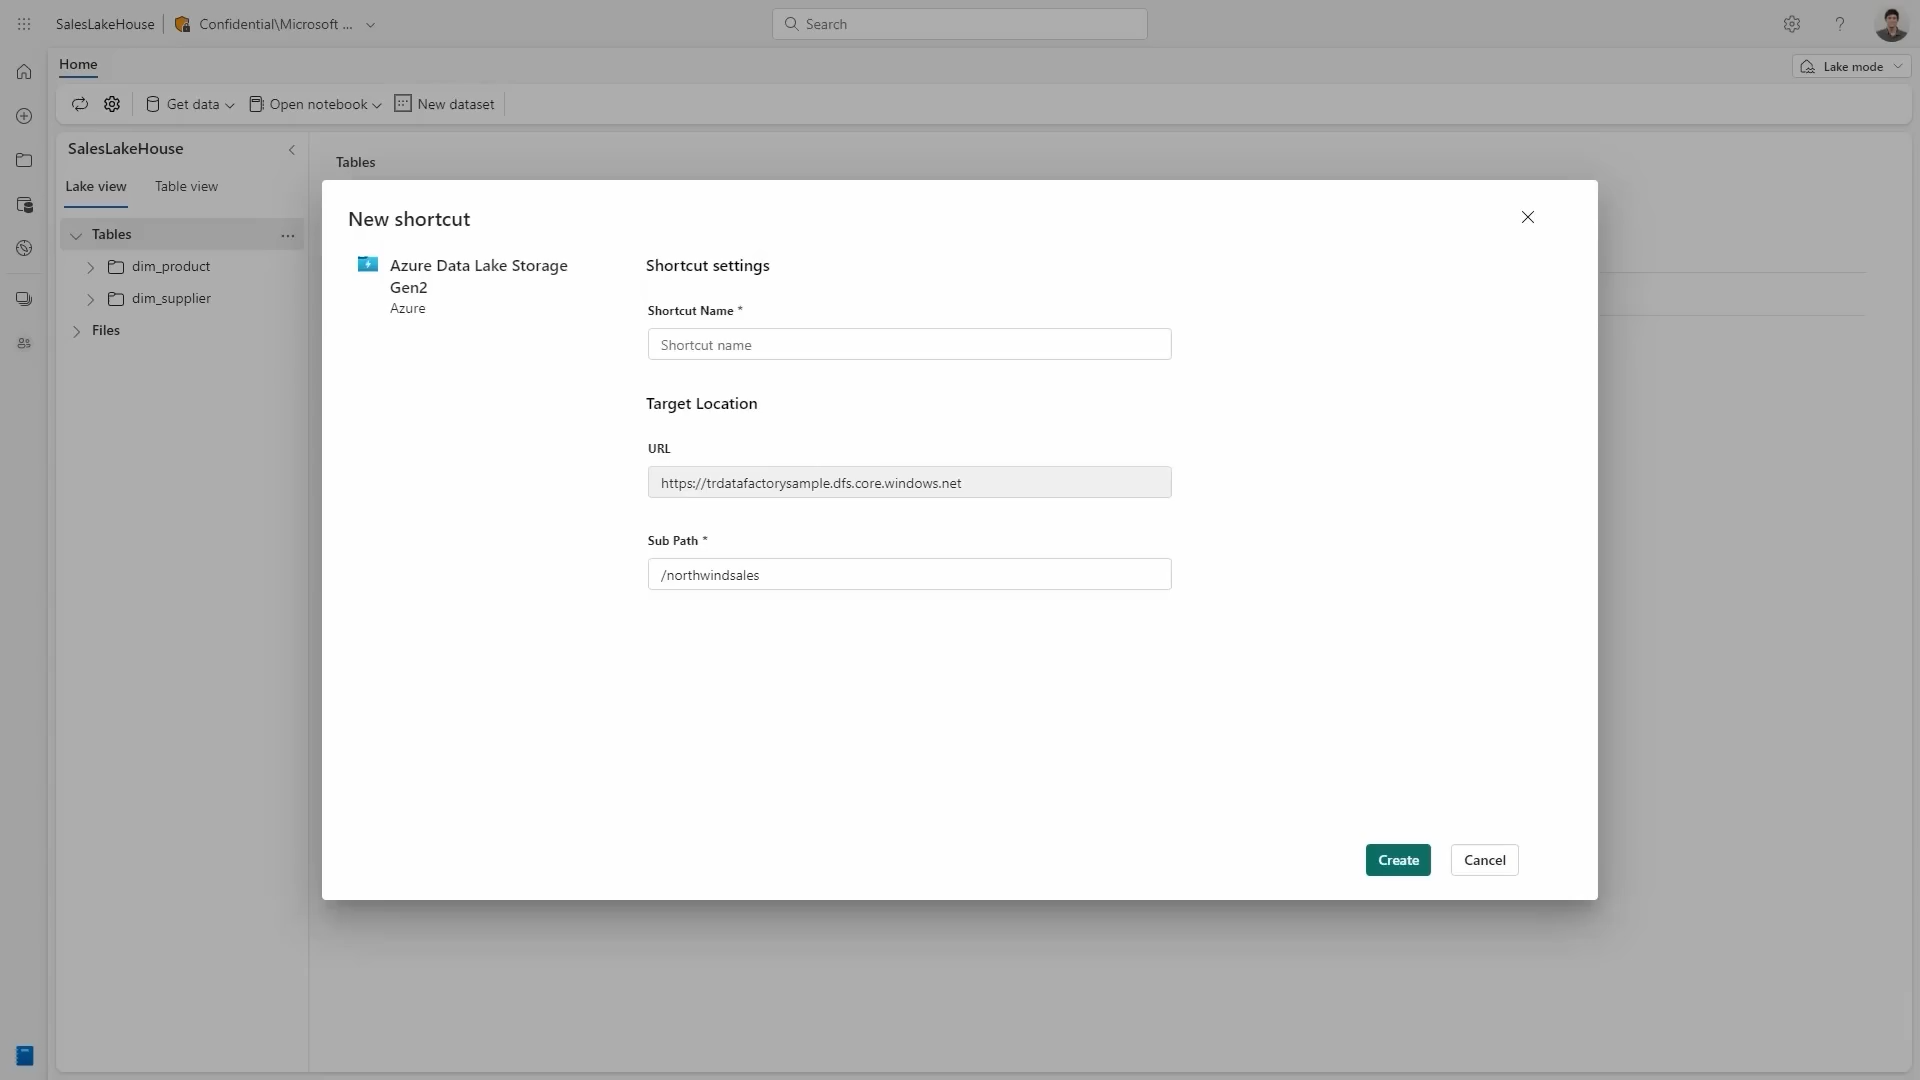 SalesLakeHouse
Confidential\Microsoft ...
Search
?
Home
Lake mode
Get data
Open notebook
New dataset
SalesLakeHouse
Lake view
Table view
Tables
...
dim_product
dim_supplier
Files
Tables
New shortcut
Azure Data Lake Storage
Gen2
Azure
Shortcut settings
Shortcut Name *
Shortcut name
Target Location
URL
https://trdatafactorysample.dfs.core.windows.net
Sub Path *
/northwindsales
Create
Cancel